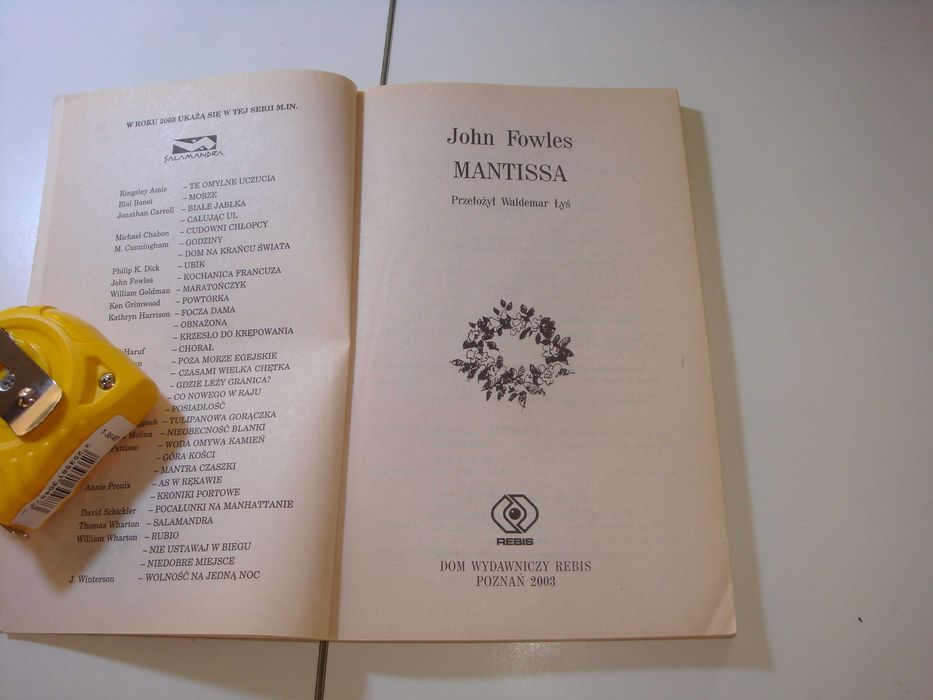 W ROKU 2003 UKAŻĄ SIĘ W TEJ SERII M.IN.
SALAMANDRA
Kingsley Amis – TE OMYLNE UCZUCIA
Blai Bonet – MORZE
Jonathan Carroll – BIAŁE JABŁKA
– CAŁUJĄC UL
Michael Chabon – CUDOWNI CHŁOPCY
M. Cunningham – GODZINY
– DOM NA KRAŃCU ŚWIATA
Philip K. Dick – UBIK
John Fowles – KOCHANICA FRANCUZA
William Goldman – MARATOŃCZYK
Ken Grimwood – POWTÓRKA
Kathryn Harrison – FOCZA DAMA
– OBNAŻONA
– KRZESŁO DO KRĘPOWANIA
Haruf – CHORAŁ
– POZA MORZE EGEJSKIE
– CZASAMI WIELKA CHĘTKA
– GDZIE LEŻY GRANICA?
– CO NOWEGO W RAJU
– POSIADŁOŚĆ
– TULIPANOWA GORĄCZKA
Molina – NIEOBECNOŚĆ BLANKI
Pattison – WODA OMYWA KAMIEŃ
– GÓRA KOŚCI
– MANTRA CZASZKI
Annie Proulx – AS W RĘKAWIE
– KRONIKI PORTOWE
David Schickler – POCAŁUNKI NA MANHATTANIE
Thomas Wharton – SALAMANDRA
William Wharton – RUBIO
– NIE USTAWAJ W BIEGU
– NIEDOBRE MIEJSCE
J. Winterson – WOLNOŚĆ NA JEDNĄ NOC
John Fowles
MANTISSA
Przełożył Waldemar Łyś
REBIS
DOM WYDAWNICZY REBIS
POZNAŃ 2003